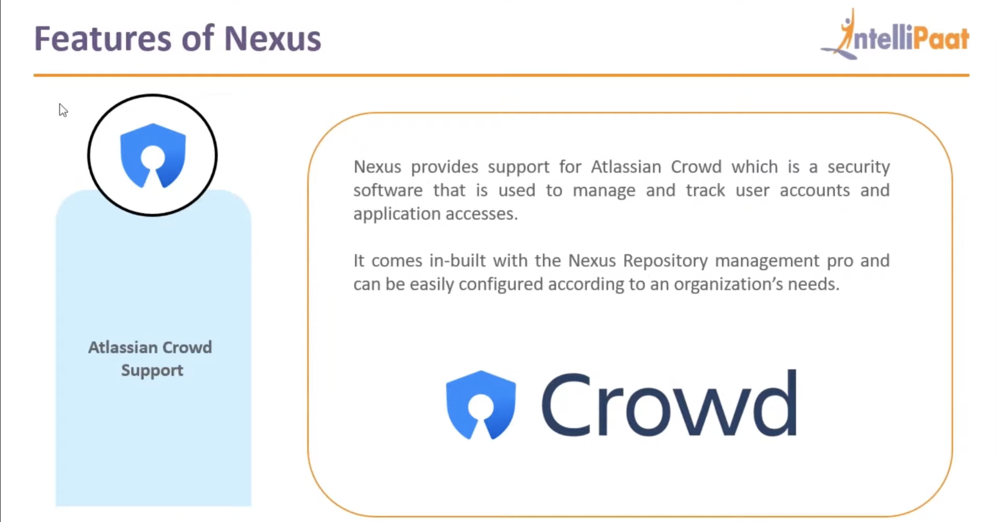 Features of Nexus
IntelliPaat
Nexus provides support for Atlassian Crowd which is a security
software that is used to manage and track user accounts and
application accesses.
It comes in-built with the Nexus Repository management pro and
can be easily configured according to an organization’s needs.
Atlassian Crowd
Support
Crowd